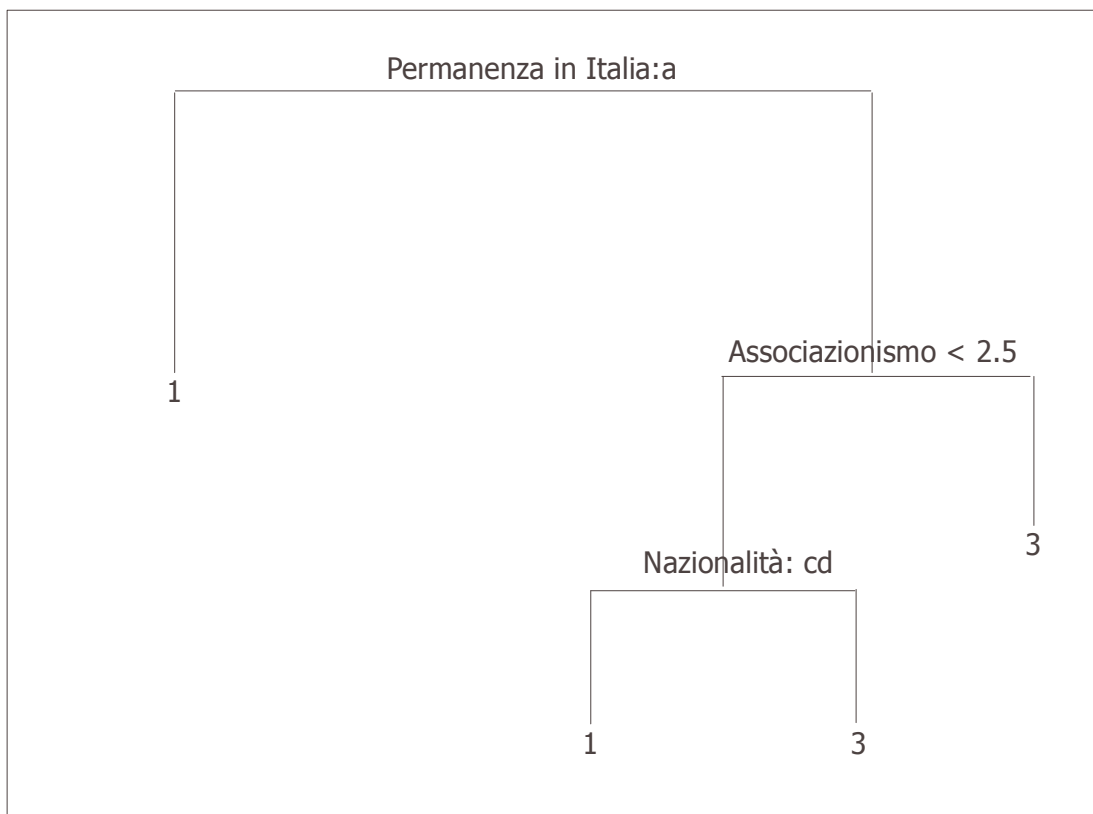 Permanenza in Italia:a
Associazionismo < 2.5
1
3
Nazionalità: cd
1
3